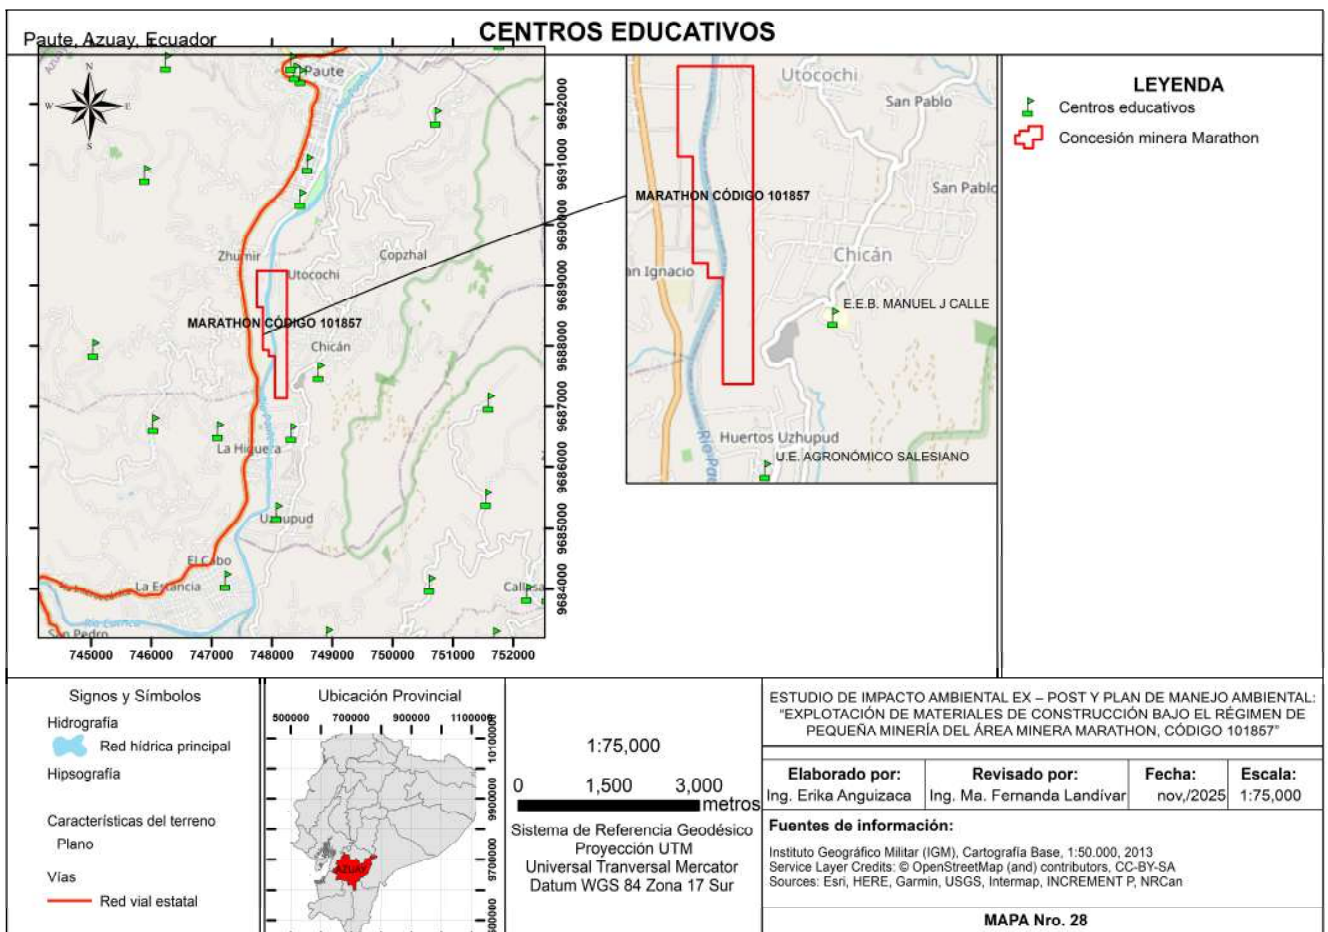 CENTROS EDUCATIVOS
Paute, Azuay, Ecuador
N
W
E
S
Paute
Zhumir
Utocochi
Copzhal
MARATHON CÓDIGO 101857
Chicán
La Higuera
Uzhupud
El Cabo
La Estancia
San Pedro
Río Cuenca
9692000
9691000
9690000
9689000
9688000
9687000
9686000
9685000
9684000
745000 746000 747000 748000 749000 750000 751000 752000
Utocochi
San Pablo
San Pablo
MARATHON CÓDIGO 101857
Chicán
an Ignacio
E.E.B. MANUEL J CALLE
Huertos Uzhupud
Río Pa
U.E. AGRONÓMICO SALESIANO
LEYENDA
Centros educativos
Concesión minera Marathon
Signos y Símbolos
Hidrografía
Red hídrica principal
Hipsografía
Características del terreno
Plano
Vías
Red vial estatal
Ubicación Provincial
500000 700000 900000 1100000
10100000
9900000
9700000
AZUAY
1:75,000
0 1,500 3,000
metros
Sistema de Referencia Geodésico
Proyección UTM
Universal Tranversal Mercator
Datum WGS 84 Zona 17 Sur
ESTUDIO DE IMPACTO AMBIENTAL EX – POST Y PLAN DE MANEJO AMBIENTAL:
“EXPLOTACIÓN DE MATERIALES DE CONSTRUCCIÓN BAJO EL RÉGIMEN DE
PEQUEÑA MINERÍA DEL ÁREA MINERA MARATHON, CÓDIGO 101857”
Elaborado por: Revisado por: Fecha: Escala:
Ing. Erika Anguizaca Ing. Ma. Fernanda Landívar nov,/2025 1:75,000
Fuentes de información:
Instituto Geográfico Militar (IGM), Cartografía Base, 1:50.000, 2013
Service Layer Credits: © OpenStreetMap (and) contributors, CC-BY-SA
Sources: Esri, HERE, Garmin, USGS, Intermap, INCREMENT P, NRCan
MAPA Nro. 28